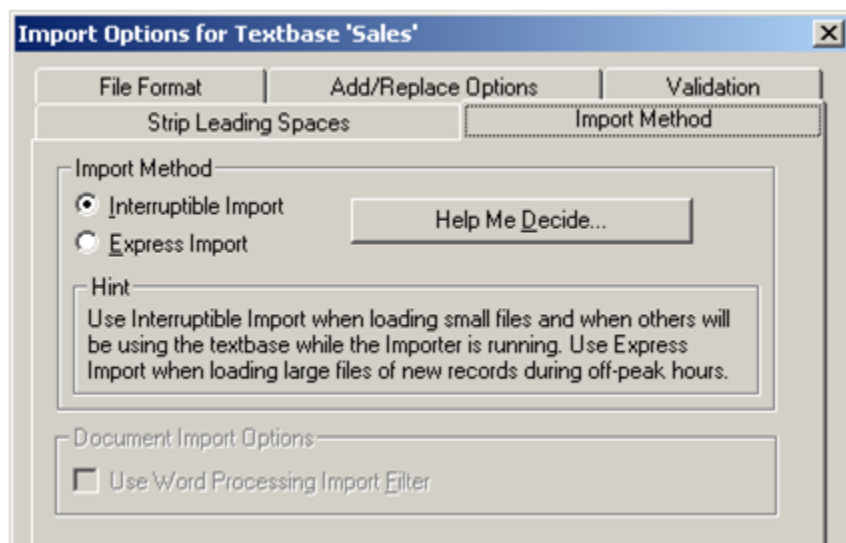 Import Options for Textbase 'Sales'
File Format
Add/Replace Options
Validation
Strip Leading Spaces
Import Method
Import Method
Interruptible Import
Help Me Decide...
Express Import
Hint
Use Interruptible Import when loading small files and when others will
be using the textbase while the Importer is running. Use Express
Import when loading large files of new records during off-peak hours.
Document Import Options
Use Word Processing Import Filter